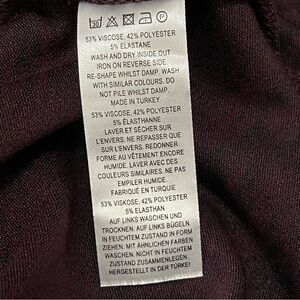 53% VISCOSE, 42% POLYESTER
5% ELASTANE
WASH AND DRY INSIDE OUT
IRON ON REVERSE SIDE
RE-SHAPE WHILST DAMP. WASH
WITH SIMILAR COLOURS. DO
NOT PILE WHILST DAMP.
MADE IN TURKEY
53% VISCOSE, 42% POLYESTER
5% ÉLASTHANNE
LAVER ET SÉCHER SUR
L'ENVERS. NE REPASSER QUE
SUR L'ENVERS. REDONNER
FORME AU VÊTEMENT ENCORE
HUMIDE. LAVER AVEC DES
COULEURS SIMILAIRES. NE PAS
EMPILER HUMIDE.
FABRIQUÉ EN TURQUIE
53% VISKOSE, 42% POLYESTER
5% ELASTHAN
AUF LINKS WASCHEN UND
TROCKNEN. AUF LINKS BÜGELN
IN FEUCHTEM ZUSTAND IN FORM
ZIEHEN. MIT ÄHNLICHEN FARBEN
WASCHEN. NICHT IN FEUCHTEM
ZUSTAND ZUSAMMENLEGEN.
HERGESTELLT IN DER TÜRKEI